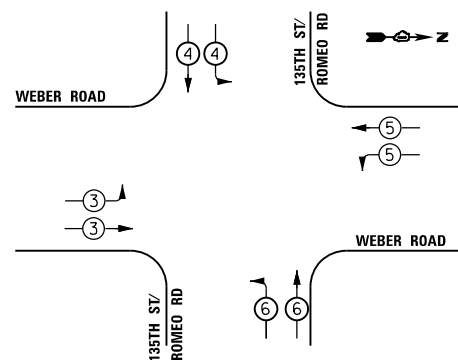 4 4
135TH ST/
ROMEO RD
N
WEBER ROAD
5
5
3
3
WEBER ROAD
135TH ST/
ROMEO RD
6 6